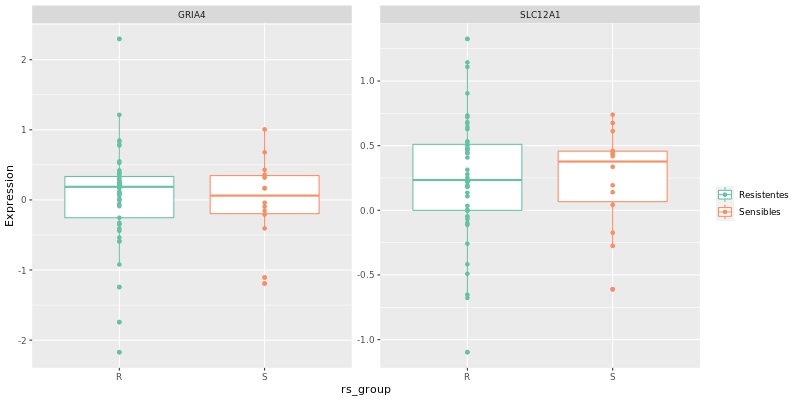 GRIA4
SLC12A1
Expression
2
1
0
-1
-2
1.0
0.5
0.0
-0.5
-1.0
R
S
R
S
rs_group
Resistentes
Sensibles